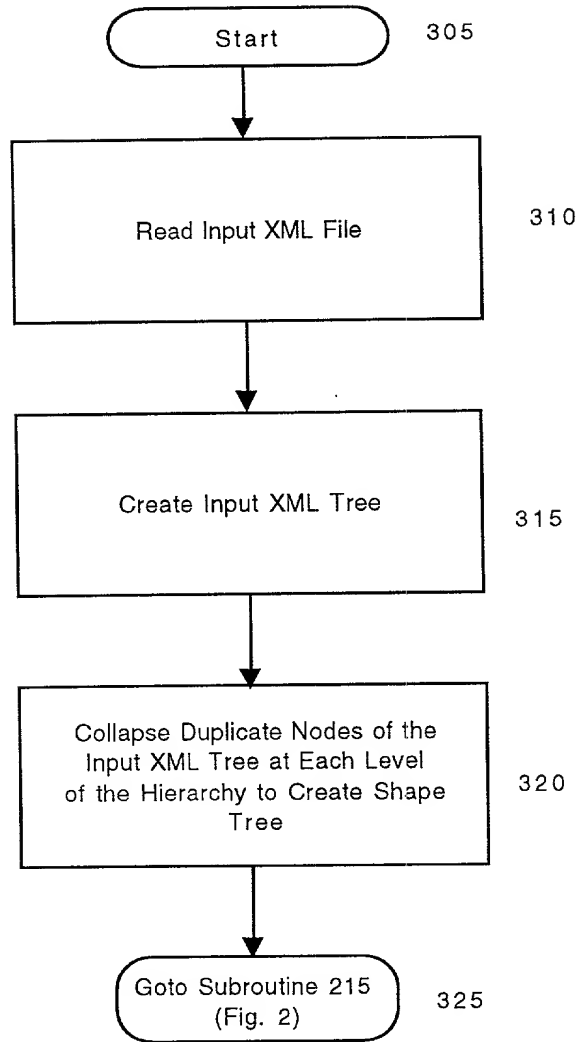 Start
305
Read Input XML File
310
Create Input XML Tree
315
Collapse Duplicate Nodes of the
Input XML Tree at Each Level
of the Hierarchy to Create Shape
Tree
320
Goto Subroutine 215
(Fig. 2)
325